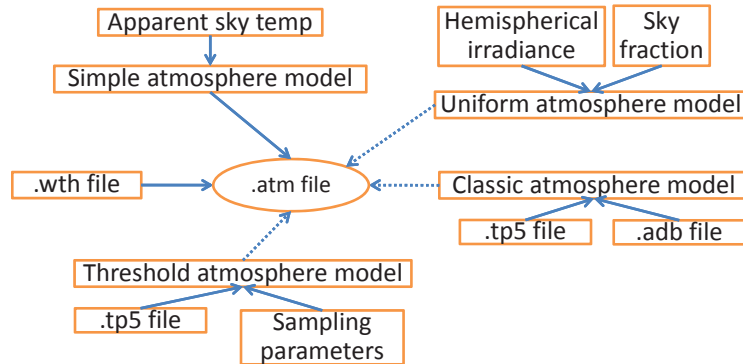 Apparent sky temp
Simple atmosphere model
Hemispherical
irradiance
Sky
fraction
Uniform atmosphere model
.wth file
.atm file
Classic atmosphere model
.tp5 file
.adb file
Threshold atmosphere model
.tp5 file
Sampling
parameters